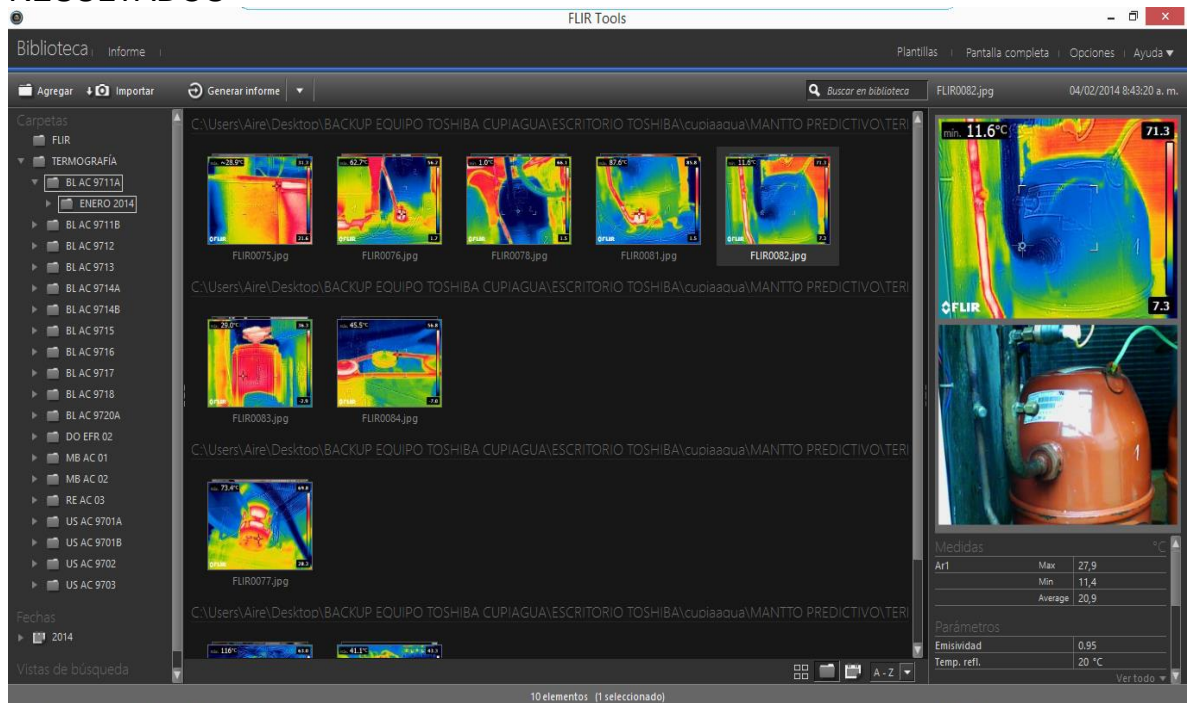 RESULTADOS
FLIR Tools
Biblioteca Informe
Plantillas Pantalla completa Opciones Ayuda
Agregar Importar Generar informe Buscar en biblioteca FLIR0082.jpg 04/02/2014 8:43:20 a. m.
Carpetas
FLIR
TERMOGRAFÍA
BL AC 9711A
ENERO 2014
BL AC 9711B
BL AC 9712
BL AC 9713
BL AC 9714A
BL AC 9714B
BL AC 9715
BL AC 9716
BL AC 9717
BL AC 9718
BL AC 9720A
DO EFR 02
MB AC 01
MB AC 02
RE AC 03
US AC 9701A
US AC 9701B
US AC 9702
US AC 9703
Fechas
2014
Vistas de búsqueda
C:\Users\Aire\Desktop\BACKUP EQUIPO TOSHIBA CUPIAGUA\ESCRITORIO TOSHIBA\cupiaagua\MANTTO PREDICTIVO\TERI
FLIR0075.jpg FLIR0076.jpg FLIR0078.jpg FLIR0081.jpg FLIR0082.jpg
C:\Users\Aire\Desktop\BACKUP EQUIPO TOSHIBA CUPIAGUA\ESCRITORIO TOSHIBA\cupiaagua\MANTTO PREDICTIVO\TERI
FLIR0083.jpg FLIR0084.jpg
C:\Users\Aire\Desktop\BACKUP EQUIPO TOSHIBA CUPIAGUA\ESCRITORIO TOSHIBA\cupiaagua\MANTTO PREDICTIVO\TERI
FLIR0077.jpg
C:\Users\Aire\Desktop\BACKUP EQUIPO TOSHIBA CUPIAGUA\ESCRITORIO TOSHIBA\cupiaagua\MANTTO PREDICTIVO\TERI
A - Z
min. 11.6°C 71.3
FLIR 7.3
1
Medidas °C
Ar1 Max 27,9
Min 11,4
Average 20,9
Parámetros
Emisividad 0.95
Temp. refl. 20 °C
Ver todo
10 elementos (1 seleccionado)